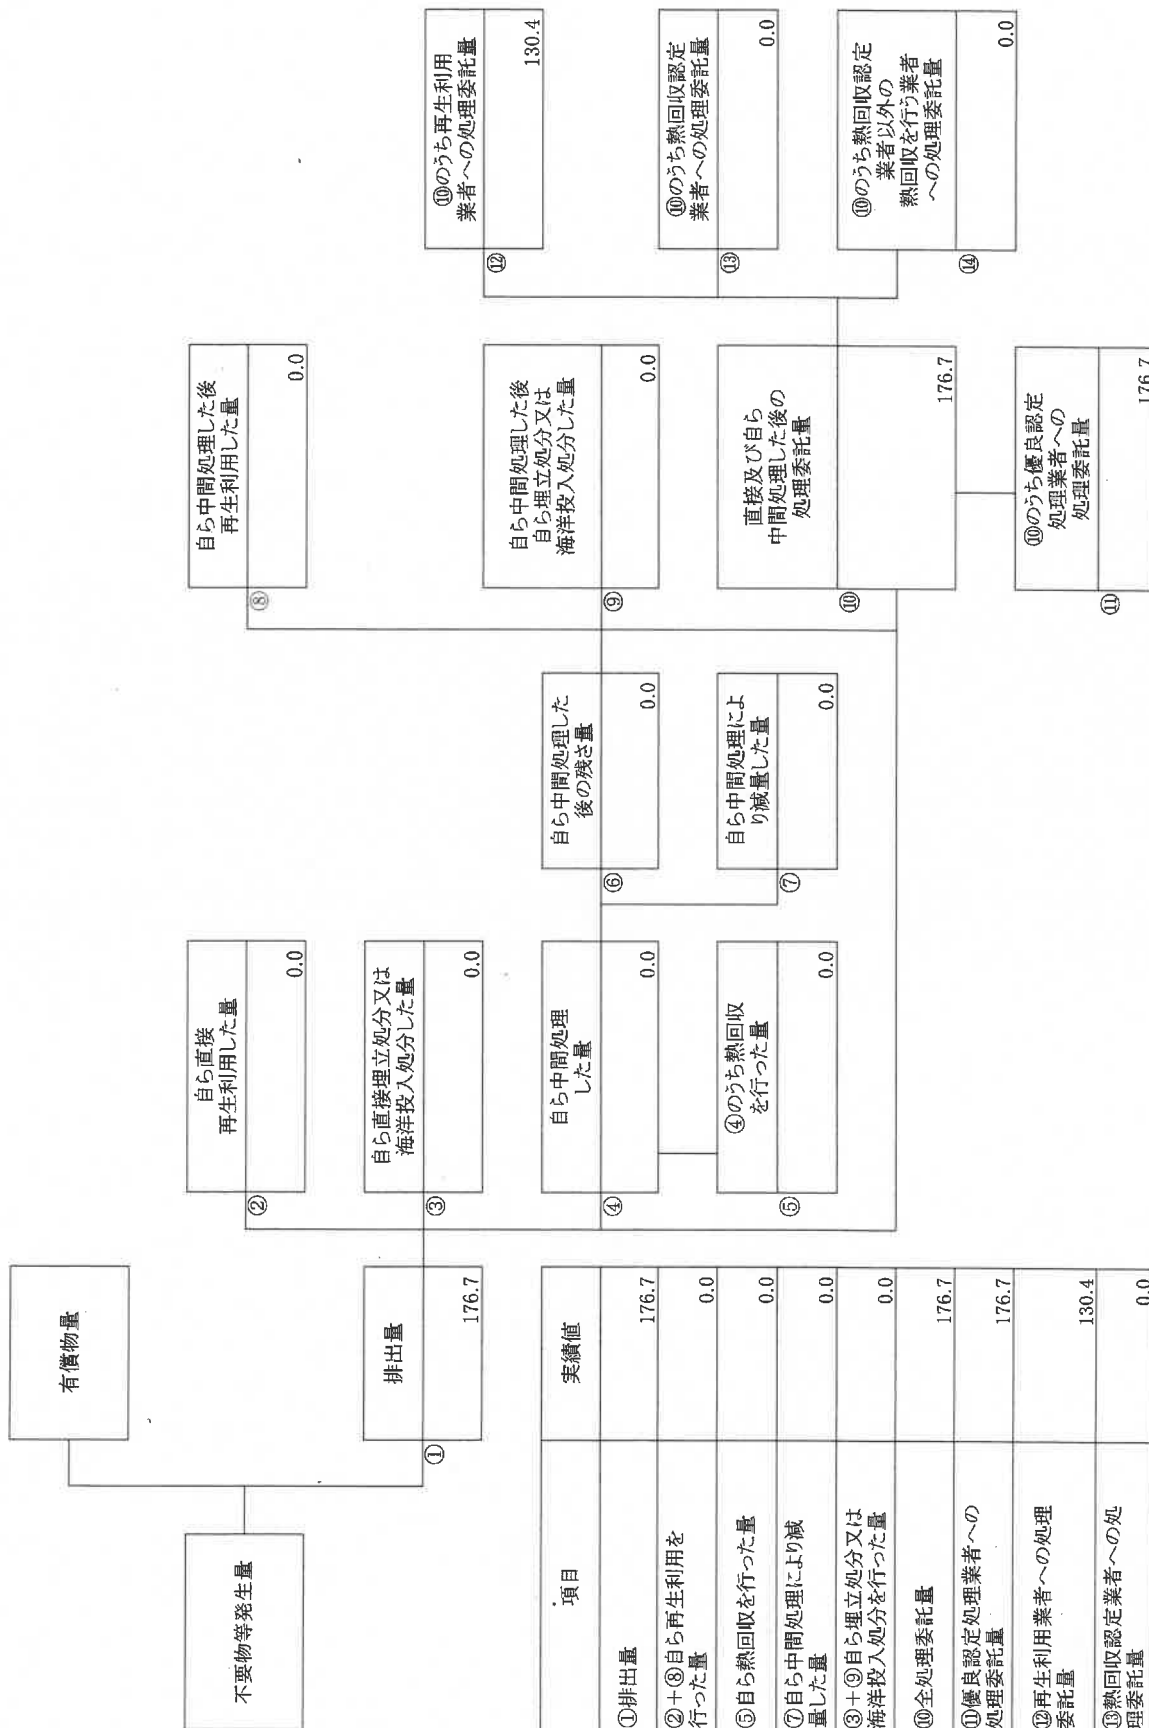 不要物等発生量
有償物量
排出量
①
176.7
自ら直接
再生利用した量
②
0.0
自ら直接埋立処分又は
海洋投入処分した量
③
0.0
自ら中間処理
した量
④
0.0
④のうち熱回収
を行った量
⑤
0.0
自ら中間処理した
後の残さ量
⑥
0.0
自ら中間処理によ
り減量した量
⑦
0.0
自ら中間処理した後
再生利用した量
⑧
0.0
自ら中間処理した後
自ら埋立処分又は
海洋投入処分した量
⑨
0.0
直接及び自ら
中間処理した後の
処理委託量
⑩
176.7
⑩のうち優良認定
処理業者への
処理委託量
⑪
176.7
⑩のうち再生利用
業者への処理委託量
⑫
130.4
⑩のうち熱回収認定
業者への処理委託量
⑬
0.0
⑩のうち熱回収認定
業者以外の
熱回収を行う業者
への処理委託量
⑭
0.0
項目
実績値
①排出量
176.7
②+⑧自ら再生利用を
行った量
0.0
⑤自ら熱回収を行った量
0.0
⑦自ら中間処理により減
量した量
0.0
③+⑨自ら埋立処分又は
海洋投入処分を行った量
0.0
⑩全処理委託量
176.7
⑪優良認定処理業者への
処理委託量
176.7
⑫再生利用業者への処理
委託量
130.4
⑬熱回収認定業者への処
理委託量
0.0